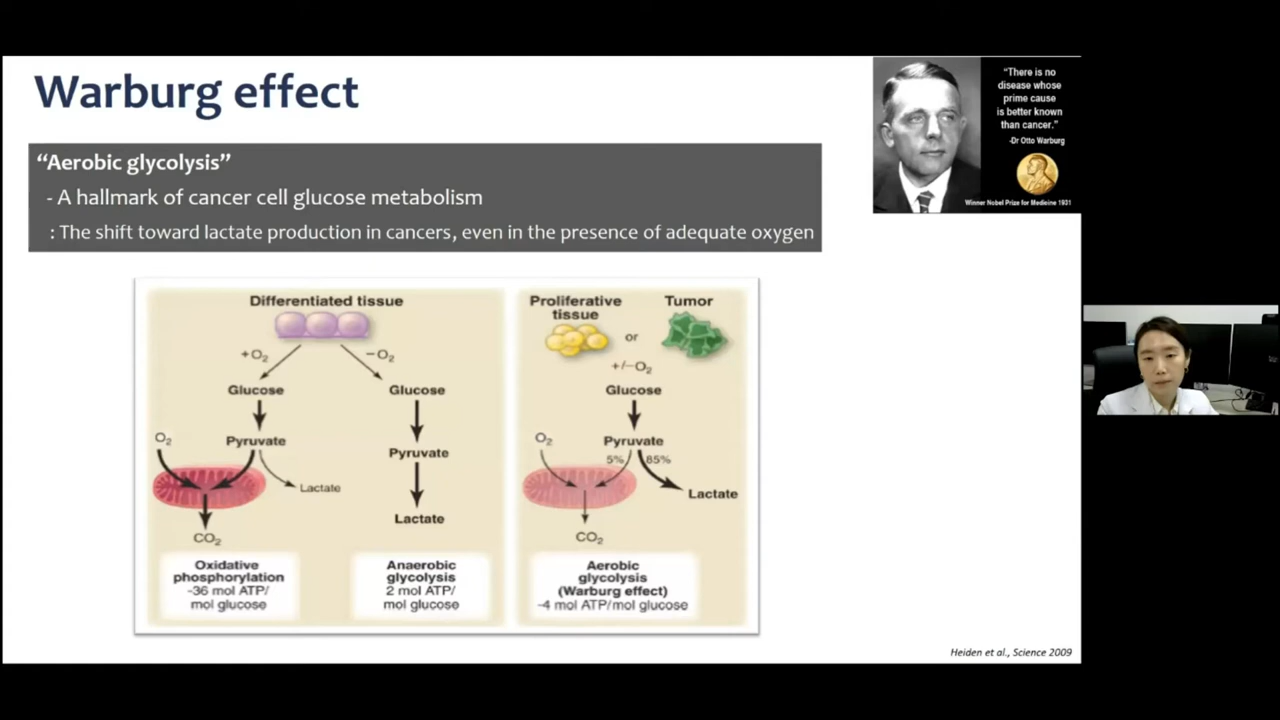 Warburg effect
“Aerobic glycolysis”
- A hallmark of cancer cell glucose metabolism
: The shift toward lactate production in cancers, even in the presence of adequate oxygen
“There is no
disease whose
prime cause
is better known
than cancer.”
-Dr Otto Warburg
Winner Nobel Prize for Medicine 1931
Differentiated tissue
+O₂
−O₂
Glucose
Glucose
O₂
Pyruvate
Pyruvate
Lactate
Lactate
CO₂
Oxidative
phosphorylation
~36 mol ATP/
mol glucose
Anaerobic
glycolysis
2 mol ATP/
mol glucose
Proliferative
tissue
or
Tumor
+/−O₂
Glucose
O₂
Pyruvate
5%
85%
Lactate
CO₂
Aerobic
glycolysis
(Warburg effect)
~4 mol ATP/mol glucose
Heiden et al., Science 2009